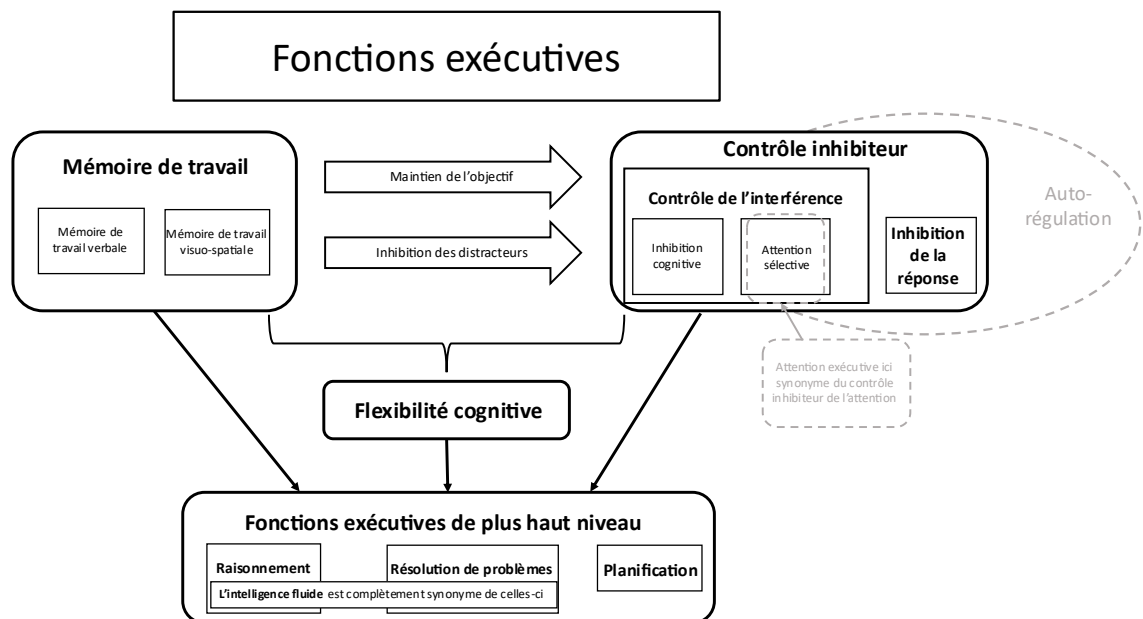 Fonctions exécutives
Mémoire de travail
Mémoire de
travail verbale
Mémoire de travail
visuo-spatiale
Maintien de l'objectif
Inhibition des distracteurs
Contrôle inhibiteur
Contrôle de l'interférence
Inhibition
cognitive
Attention
sélective
Inhibition
de la
réponse
Auto-
régulation
Attention exécutive ici
synonyme du contrôle
inhibiteur de l'attention
Flexibilité cognitive
Fonctions exécutives de plus haut niveau
Raisonnement
Résolution de problèmes
Planification
L'intelligence fluide est complètement synonyme de celles-ci